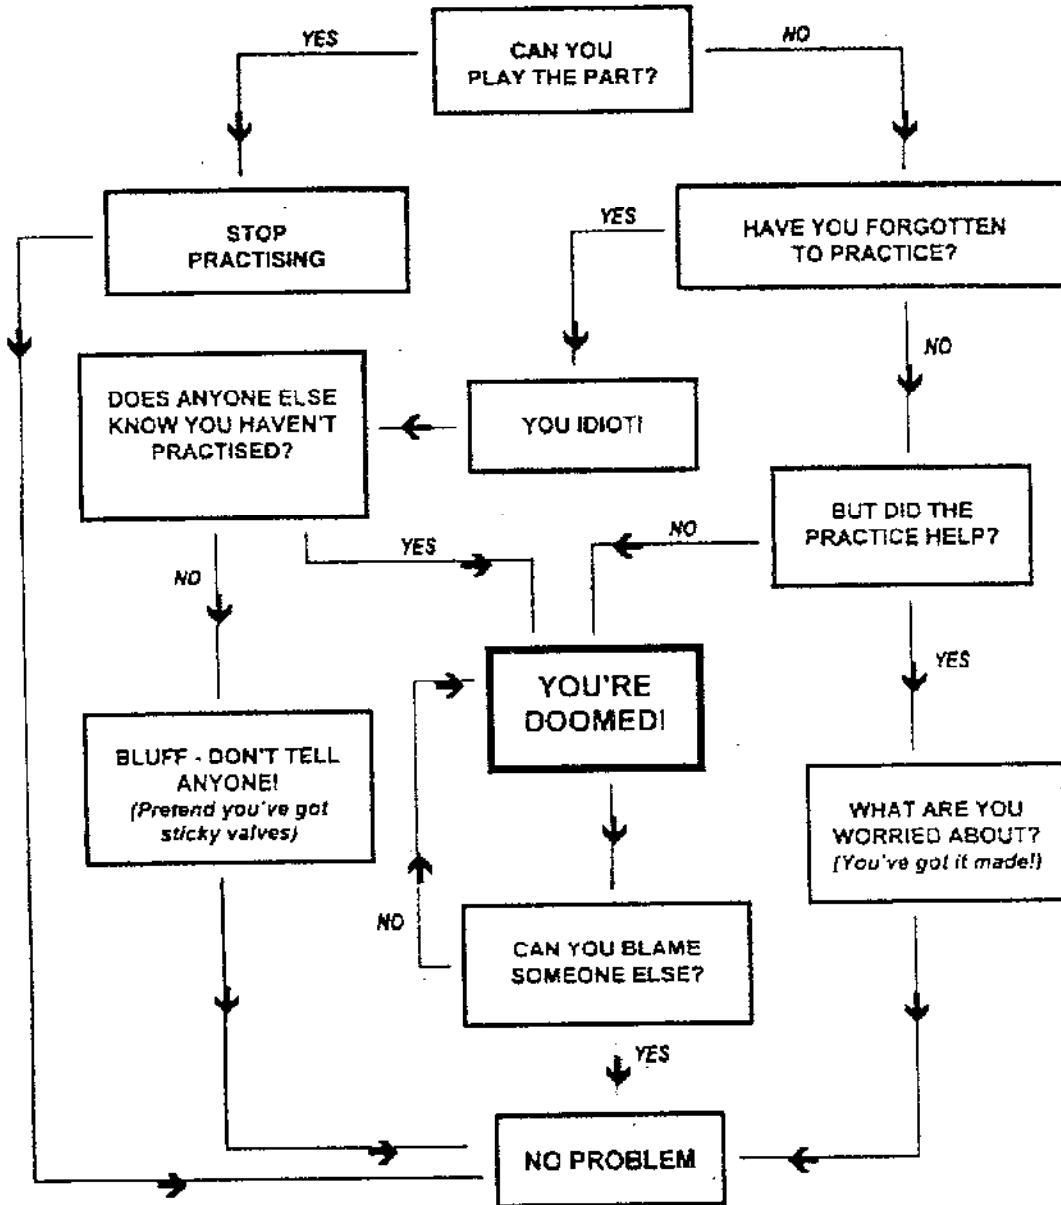 YES
CAN YOU
PLAY THE PART?
NO
STOP
PRACTISING
YES
HAVE YOU FORGOTTEN
TO PRACTICE?
NO
DOES ANYONE ELSE
KNOW YOU HAVEN'T
PRACTISED?
YOU IDIOT!
BUT DID THE
PRACTICE HELP?
NO
YES
NO
YES
YOU'RE
DOOMED!
BLUFF - DON'T TELL
ANYONE!
(Pretend you've got
sticky valves)
WHAT ARE YOU
WORRIED ABOUT?
(You've got it made!)
NO
CAN YOU BLAME
SOMEONE ELSE?
YES
NO PROBLEM